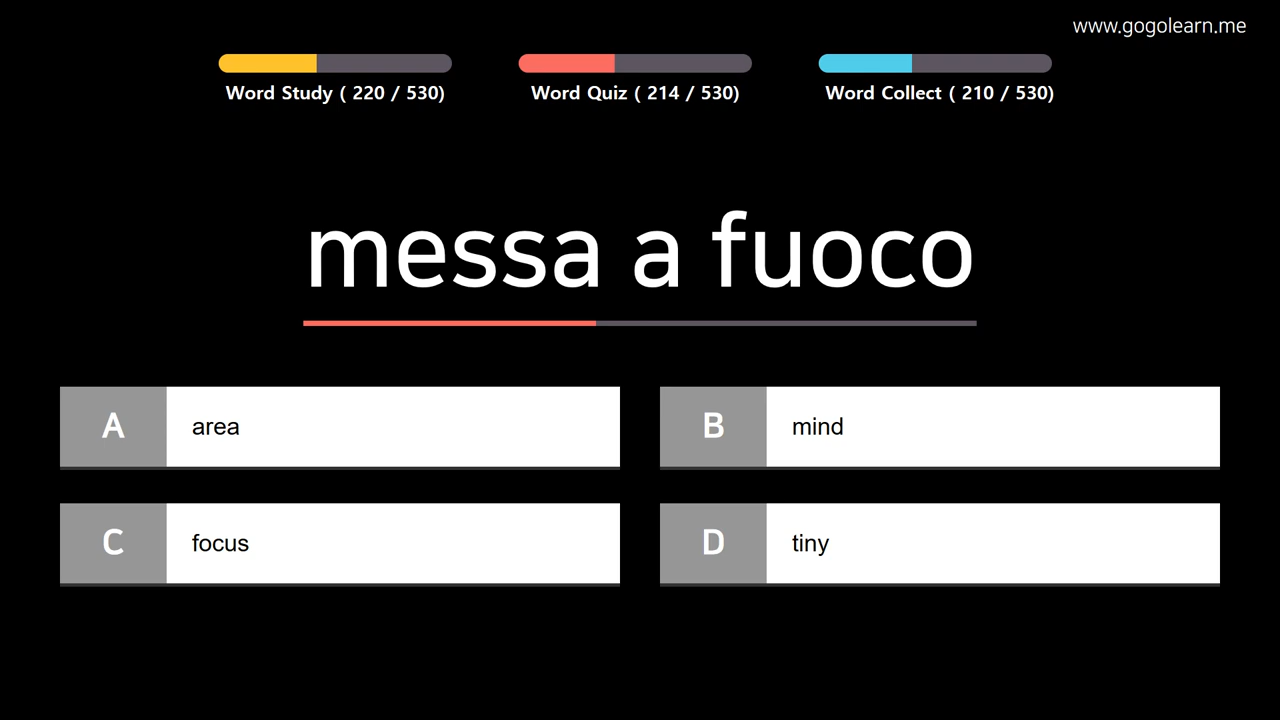 www.gogolearn.me
Word Study ( 220 / 530)
Word Quiz ( 214 / 530)
Word Collect ( 210 / 530)
messa a fuoco
A
area
B
mind
C
focus
D
tiny